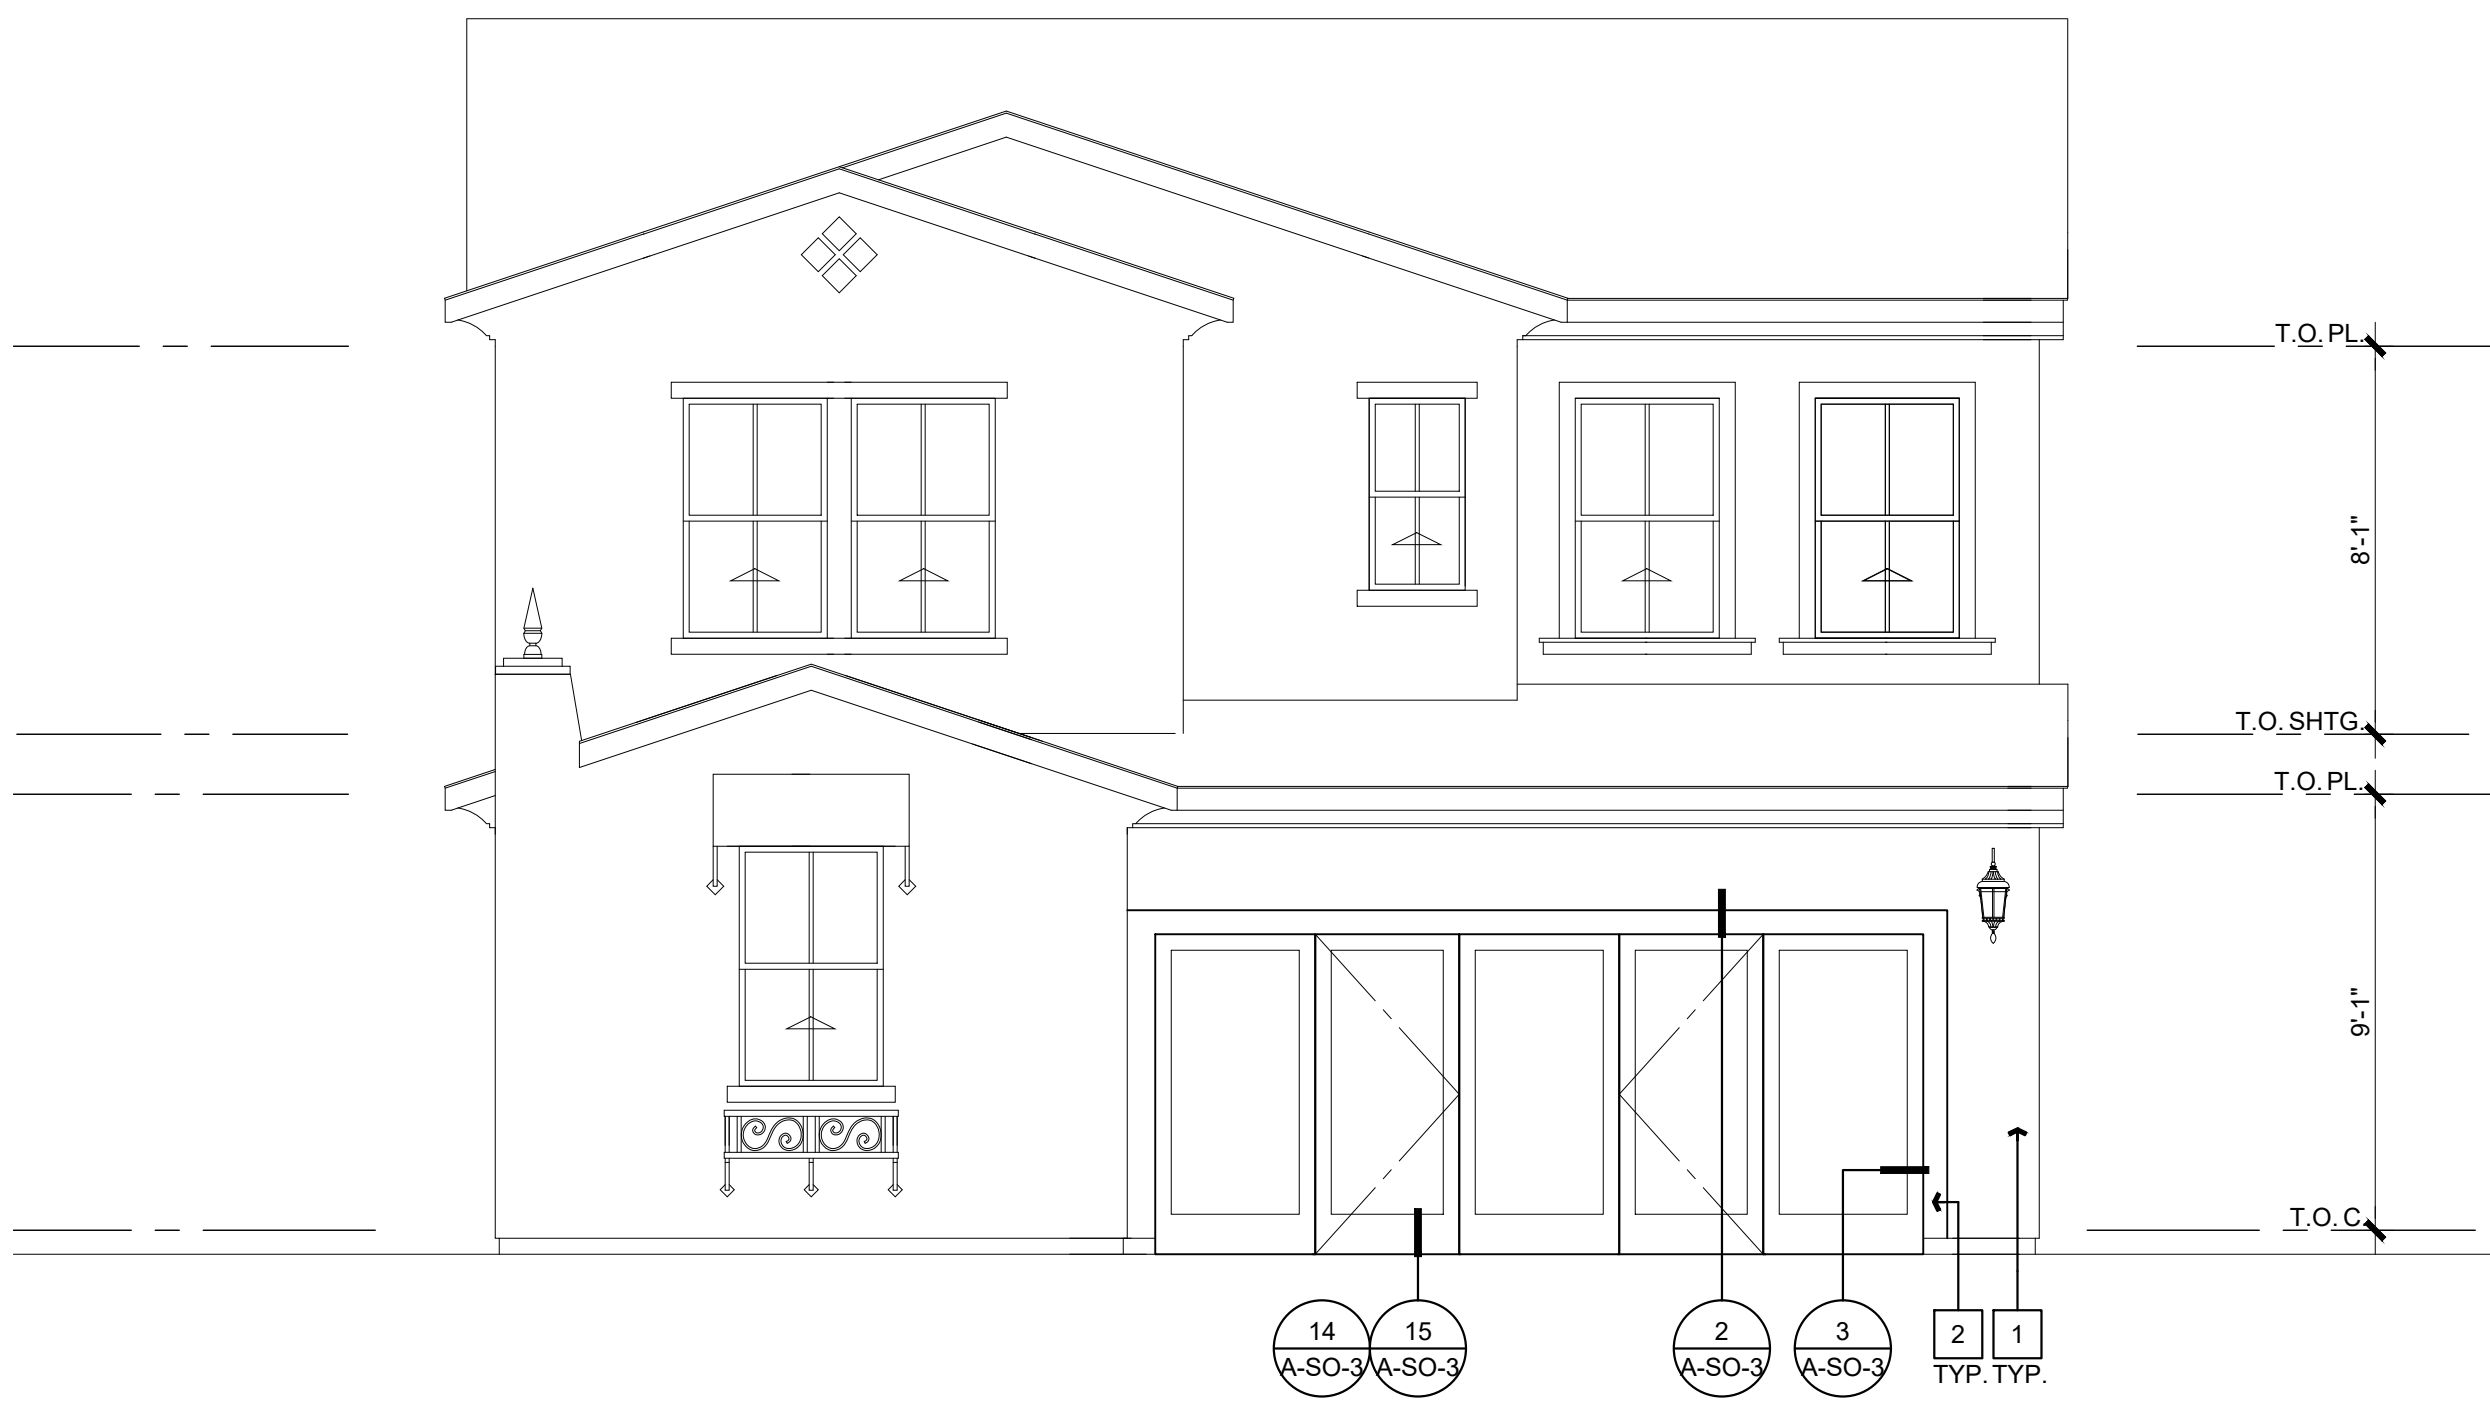 T.O. PL.
8'-1"
T.O. SHTG.
T.O. PL.
9'-1"
T.O. C.
14
A-SO-3
15
A-SO-3
2
A-SO-3
3
A-SO-3
2
TYP.
1
TYP.